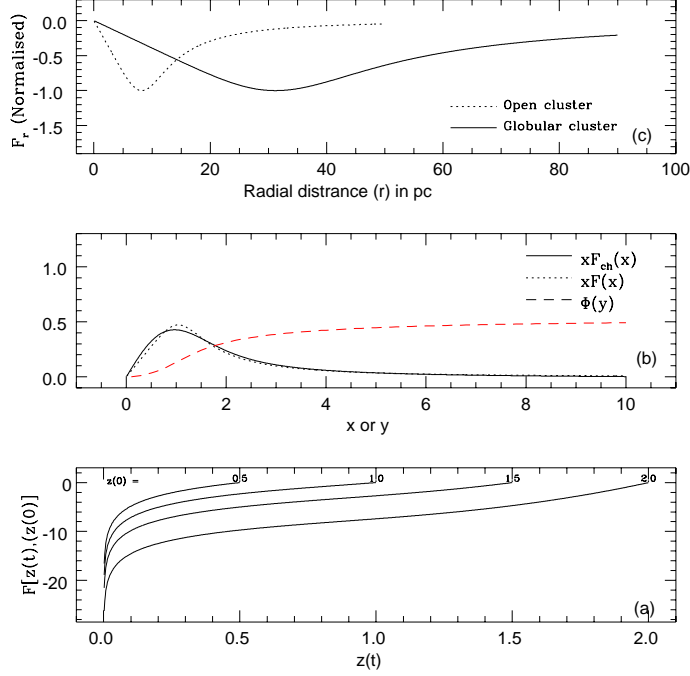 0.0
-0.5
-1.0
-1.5
F_r (Normalised)
Open cluster
Globular cluster
(c)
0 20 40 60 80 100
Radial distrance (r) in pc
1.0
0.5
0.0
xF_ch(x)
xF(x)
Φ(y)
(b)
0 2 4 6 8 10
x or y
0
-10
-20
F[z(t),(z(0)]
z(0) = 0.5 1.0 1.5 2.0
(a)
0.0 0.5 1.0 1.5 2.0
z(t)